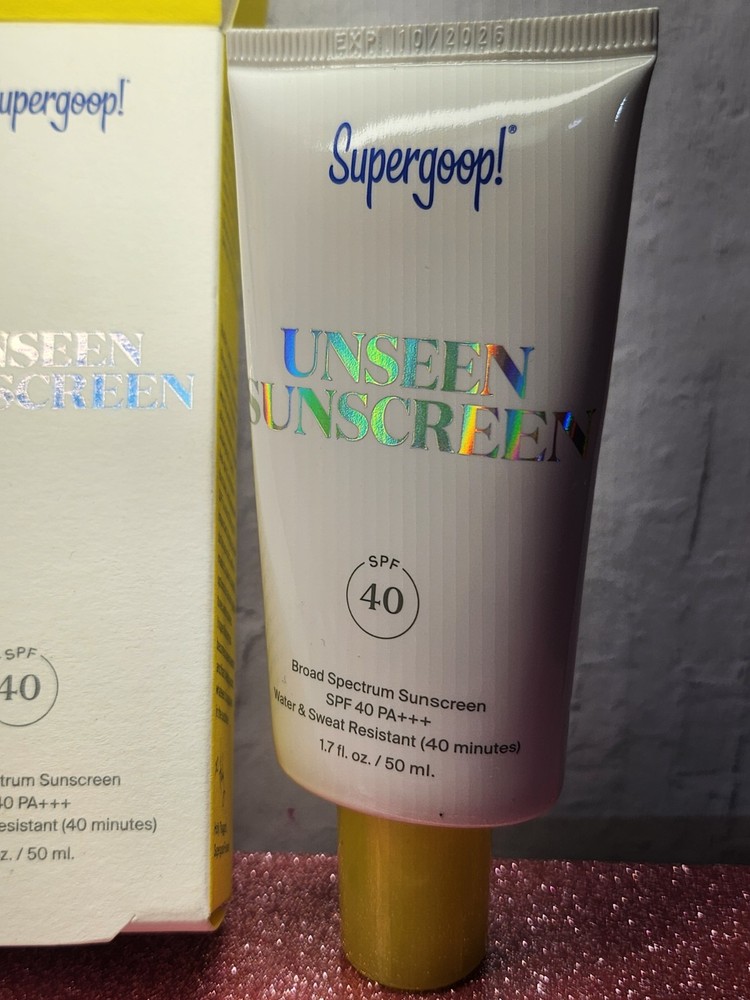 upergoop!
NSEEN
SCREEN
SPF
40
trum Sunscreen
40 PA+++
esistant (40 minutes)
z. / 50 ml.
EXP. 10/2026
Supergoop!®
UNSEEN
SUNSCREEN
SPF
40
Broad Spectrum Sunscreen
SPF 40 PA+++
Water & Sweat Resistant (40 minutes)
1.7 fl. oz. / 50 ml.